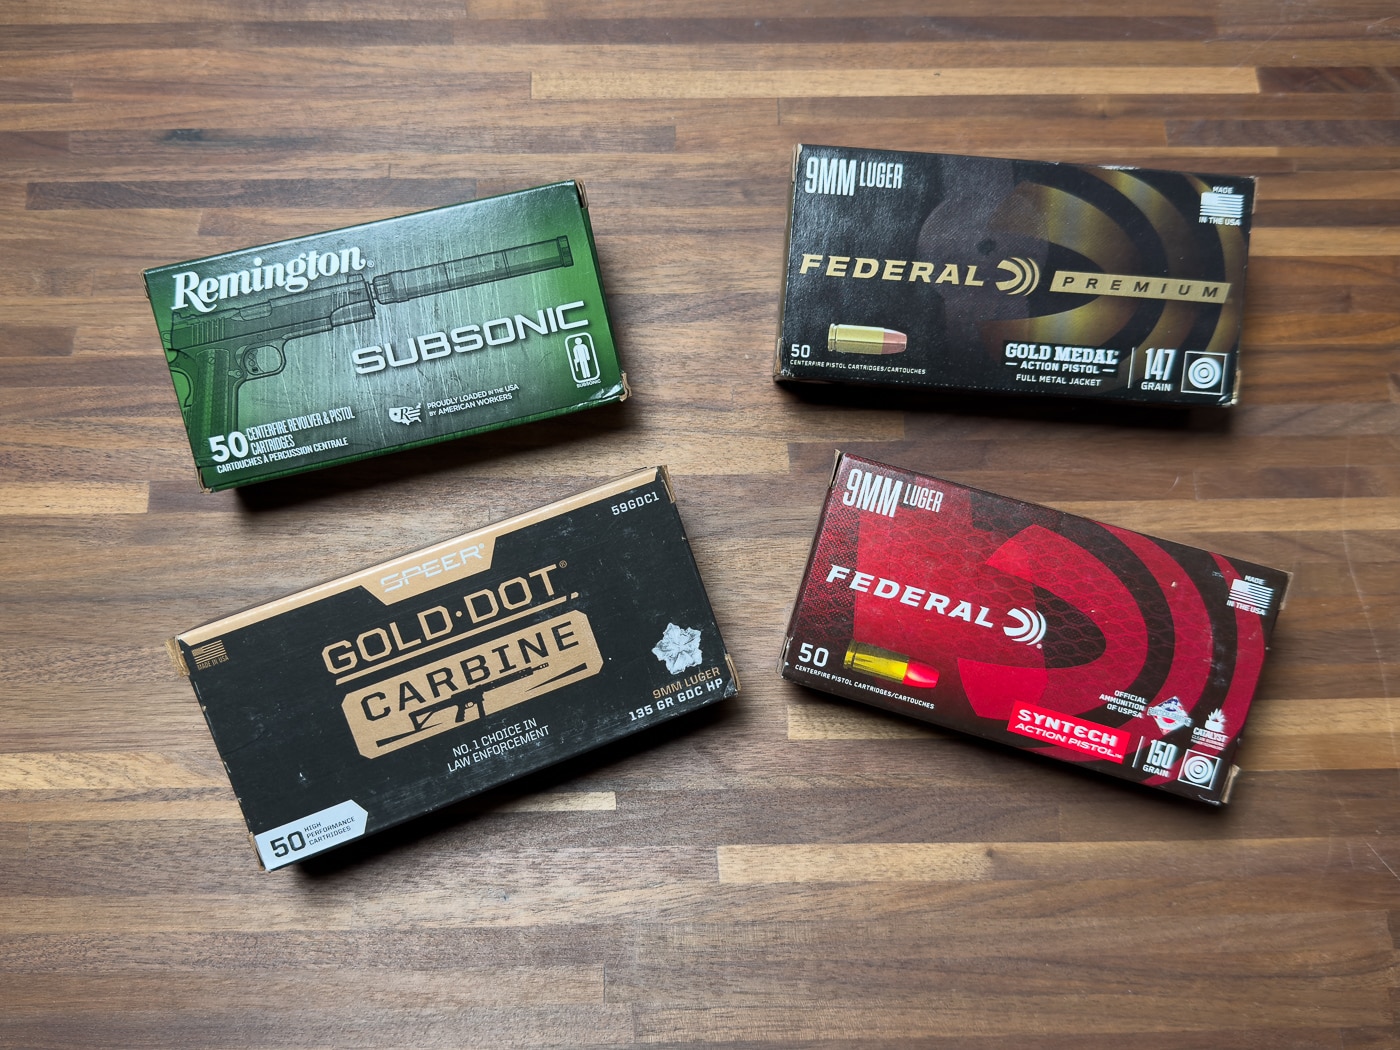 Remington®
SUBSONIC
SUBSONIC
PROUDLY LOADED IN THE USA
BY AMERICAN WORKERS
50 CENTERFIRE REVOLVER & PISTOL
CARTRIDGES
CARTOUCHES À PERCUSSION CENTRALE
9MM LUGER
MADE
IN THE USA
FEDERAL PREMIUM
50
CENTERFIRE PISTOL CARTRIDGES/CARTOUCHES
GOLD MEDAL®
ACTION PISTOL
FULL METAL JACKET
147
GRAIN
59GDC1
SPEER®
GOLD·DOT®
CARBINE
MADE IN USA
NO. 1 CHOICE IN
LAW ENFORCEMENT
9MM LUGER
135 GR GDC HP
50 HIGH
PERFORMANCE
CARTRIDGES
9MM LUGER
MADE
IN THE USA
FEDERAL®
50
CENTERFIRE PISTOL CARTRIDGES/CARTOUCHES
OFFICIAL
AMMUNITION
OF USPSA
CATALYST
SYNTECH
ACTION PISTOL
150
GRAIN